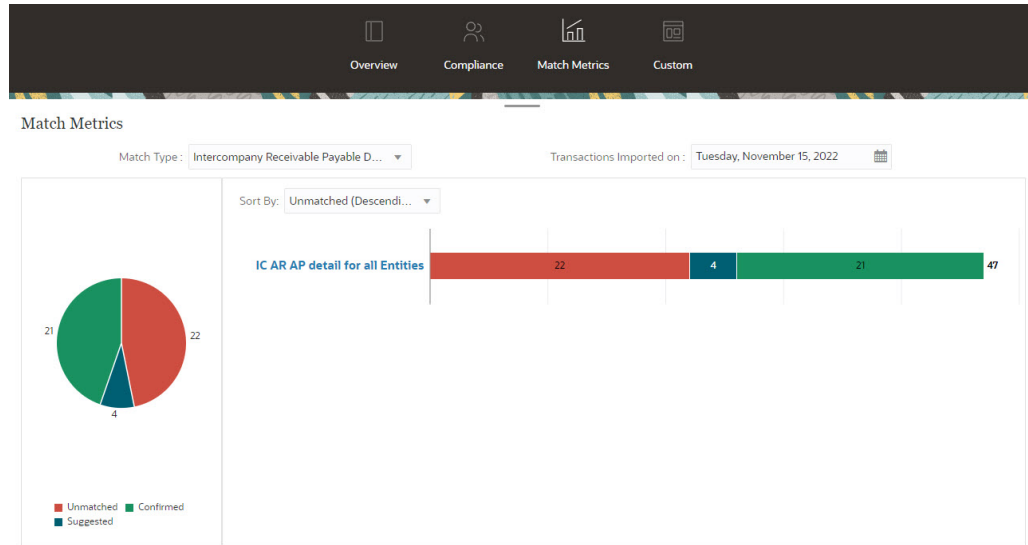 Overview Compliance Match Metrics Custom
Match Metrics
Match Type : Intercompany Receivable Payable D... Transactions Imported on : Tuesday, November 15, 2022
Sort By: Unmatched (Descendi...
IC AR AP detail for all Entities 22 4 21 47
21 22
4
Unmatched Confirmed
Suggested